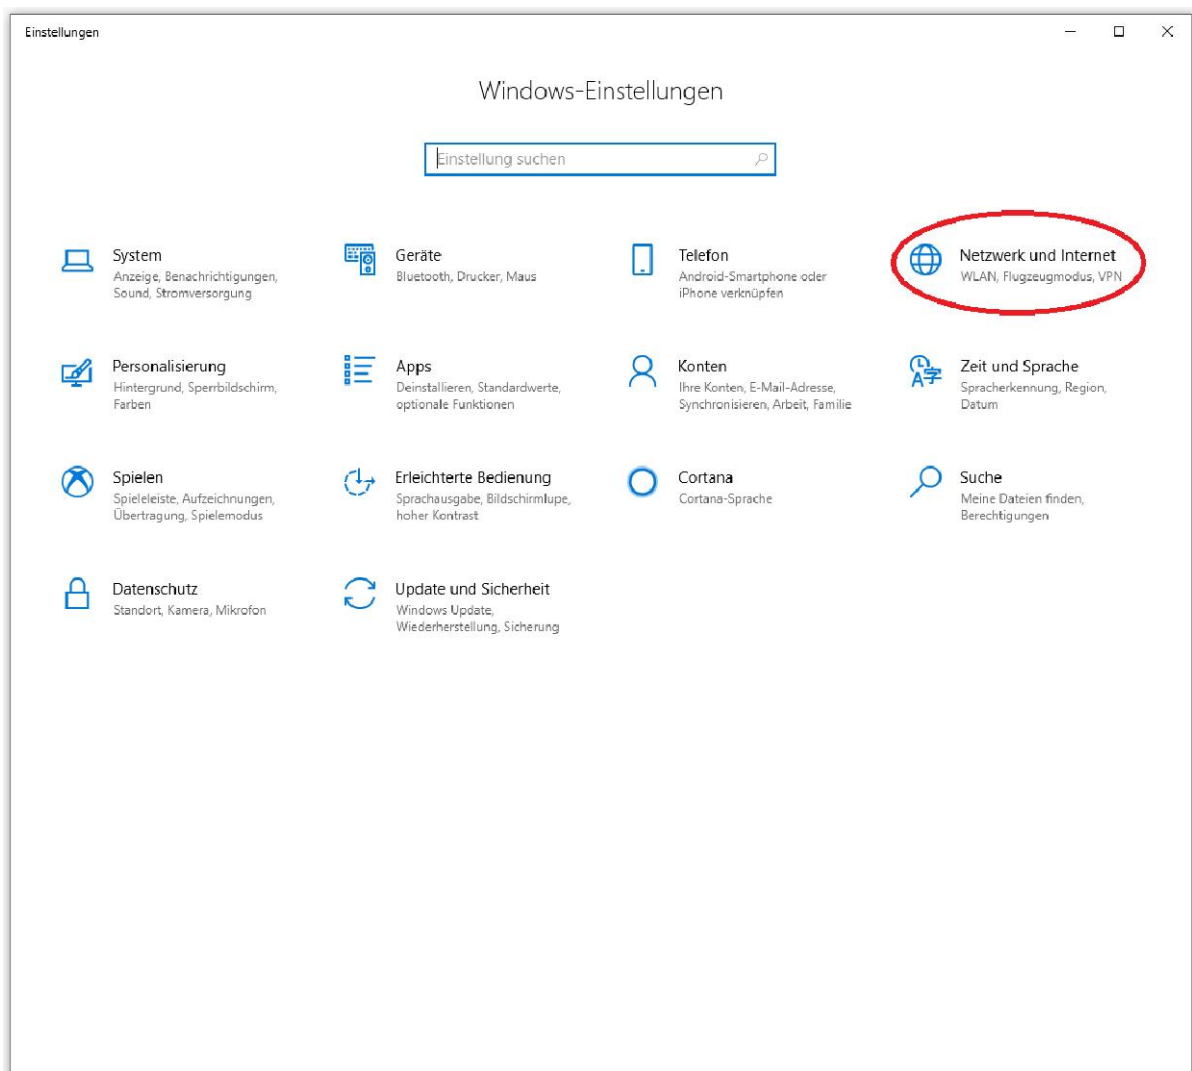 Einstellungen
Windows-Einstellungen
Einstellung suchen
System
Anzeige, Benachrichtigungen,
Sound, Stromversorgung
Geräte
Bluetooth, Drucker, Maus
Telefon
Android-Smartphone oder
iPhone verknüpfen
Netzwerk und Internet
WLAN, Flugzeugmodus, VPN
Personalisierung
Hintergrund, Sperrbildschirm,
Farben
Apps
Deinstallieren, Standardwerte,
optionale Funktionen
Konten
Ihre Konten, E-Mail-Adresse,
Synchronisieren, Arbeit, Familie
Zeit und Sprache
Spracherkennung, Region,
Datum
Spielen
Spieleleiste, Aufzeichnungen,
Übertragung, Spielemodus
Erleichterte Bedienung
Sprachausgabe, Bildschirmlupe,
hoher Kontrast
Cortana
Cortana-Sprache
Suche
Meine Dateien finden,
Berechtigungen
Datenschutz
Standort, Kamera, Mikrofon
Update und Sicherheit
Windows Update,
Wiederherstellung, Sicherung